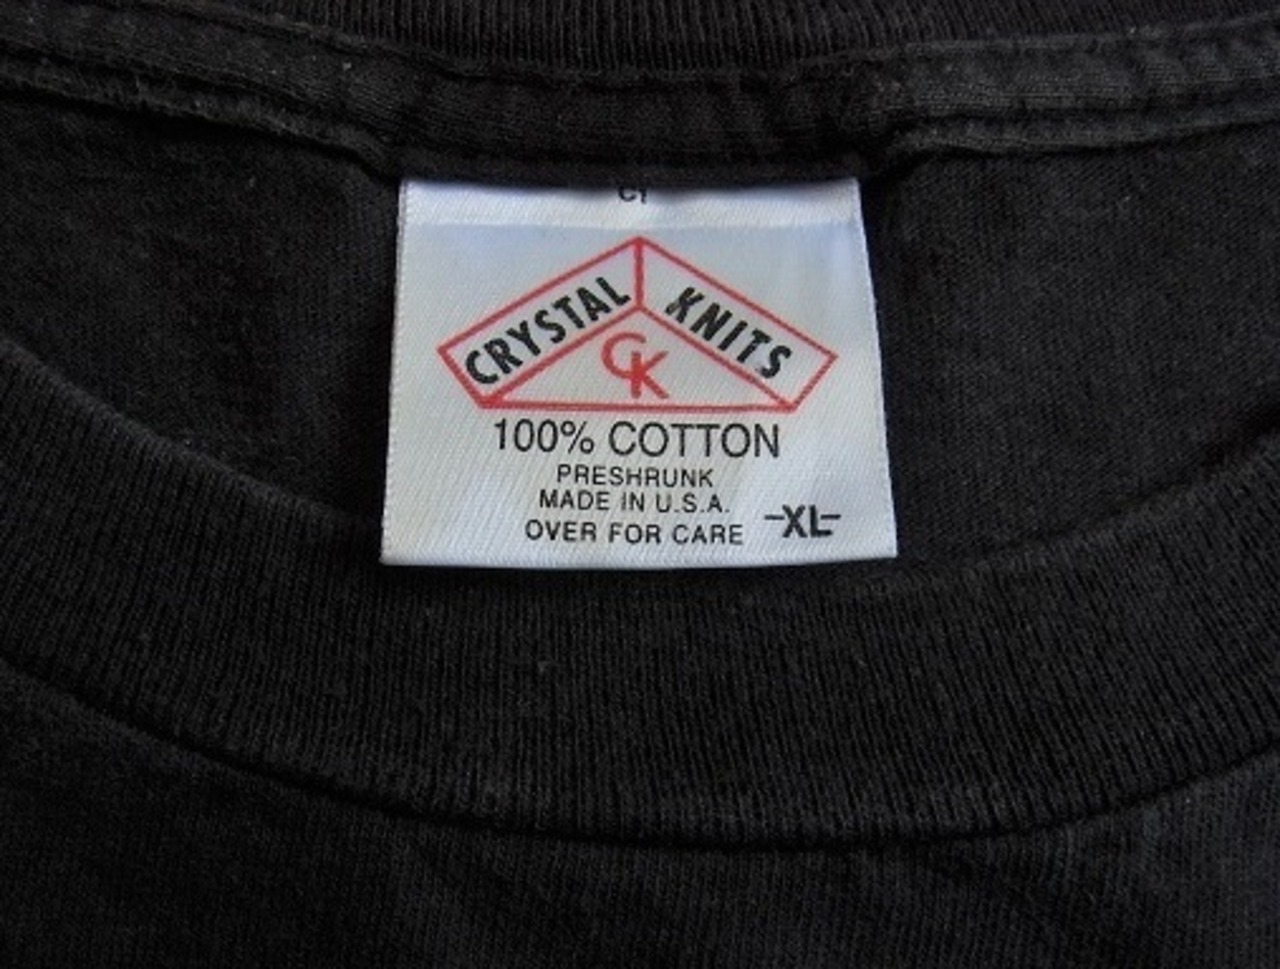 CRYSTAL KNITS
CK
100% COTTON
PRESHRUNK
MADE IN U.S.A.
OVER FOR CARE
-XL-